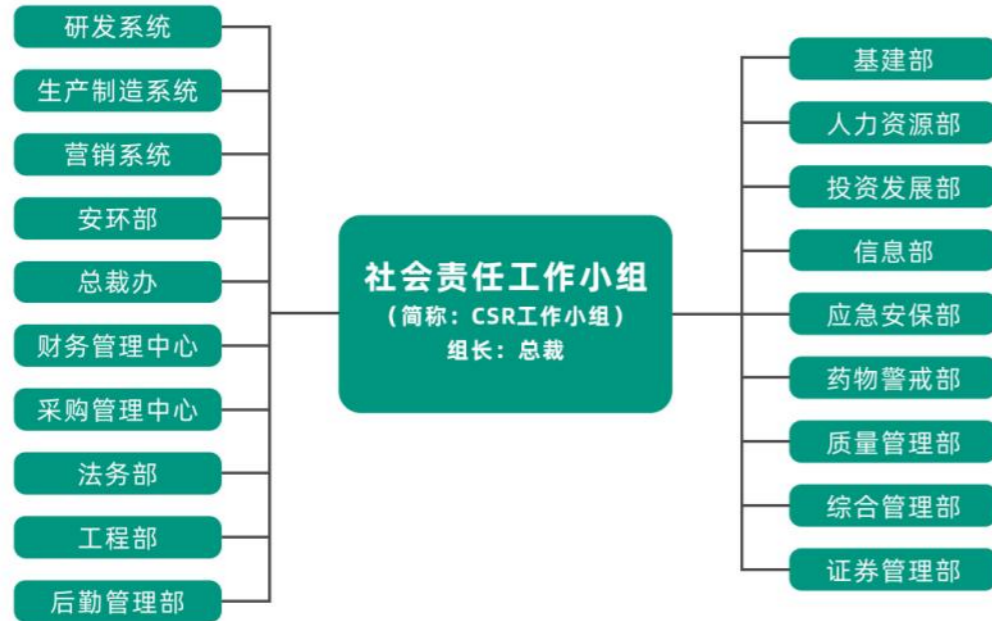 研发系统
生产制造系统
营销系统
安环部
总裁办
财务管理中心
采购管理中心
法务部
工程部
后勤管理部
社会责任工作小组
（简称：CSR工作小组）
组长：总裁
基建部
人力资源部
投资发展部
信息部
应急安保部
药物警戒部
质量管理部
综合管理部
证券管理部